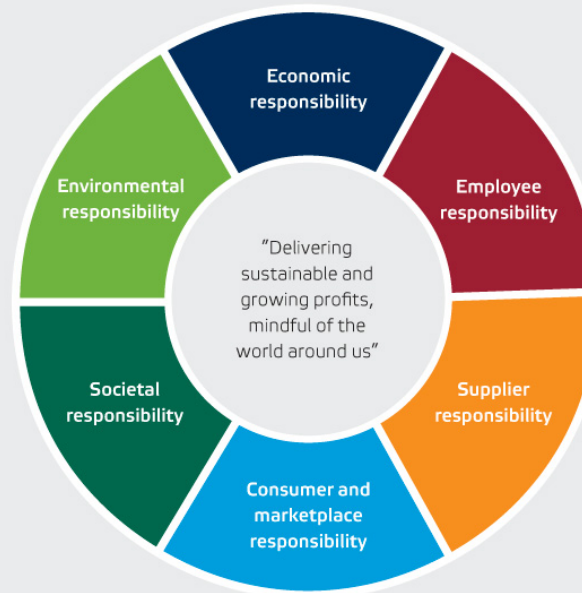 Economic
responsibility
Employee
responsibility
Supplier
responsibility
Consumer and
marketplace
responsibility
Societal
responsibility
Environmental
responsibility
"Delivering
sustainable and
growing profits,
mindful of the
world around us"